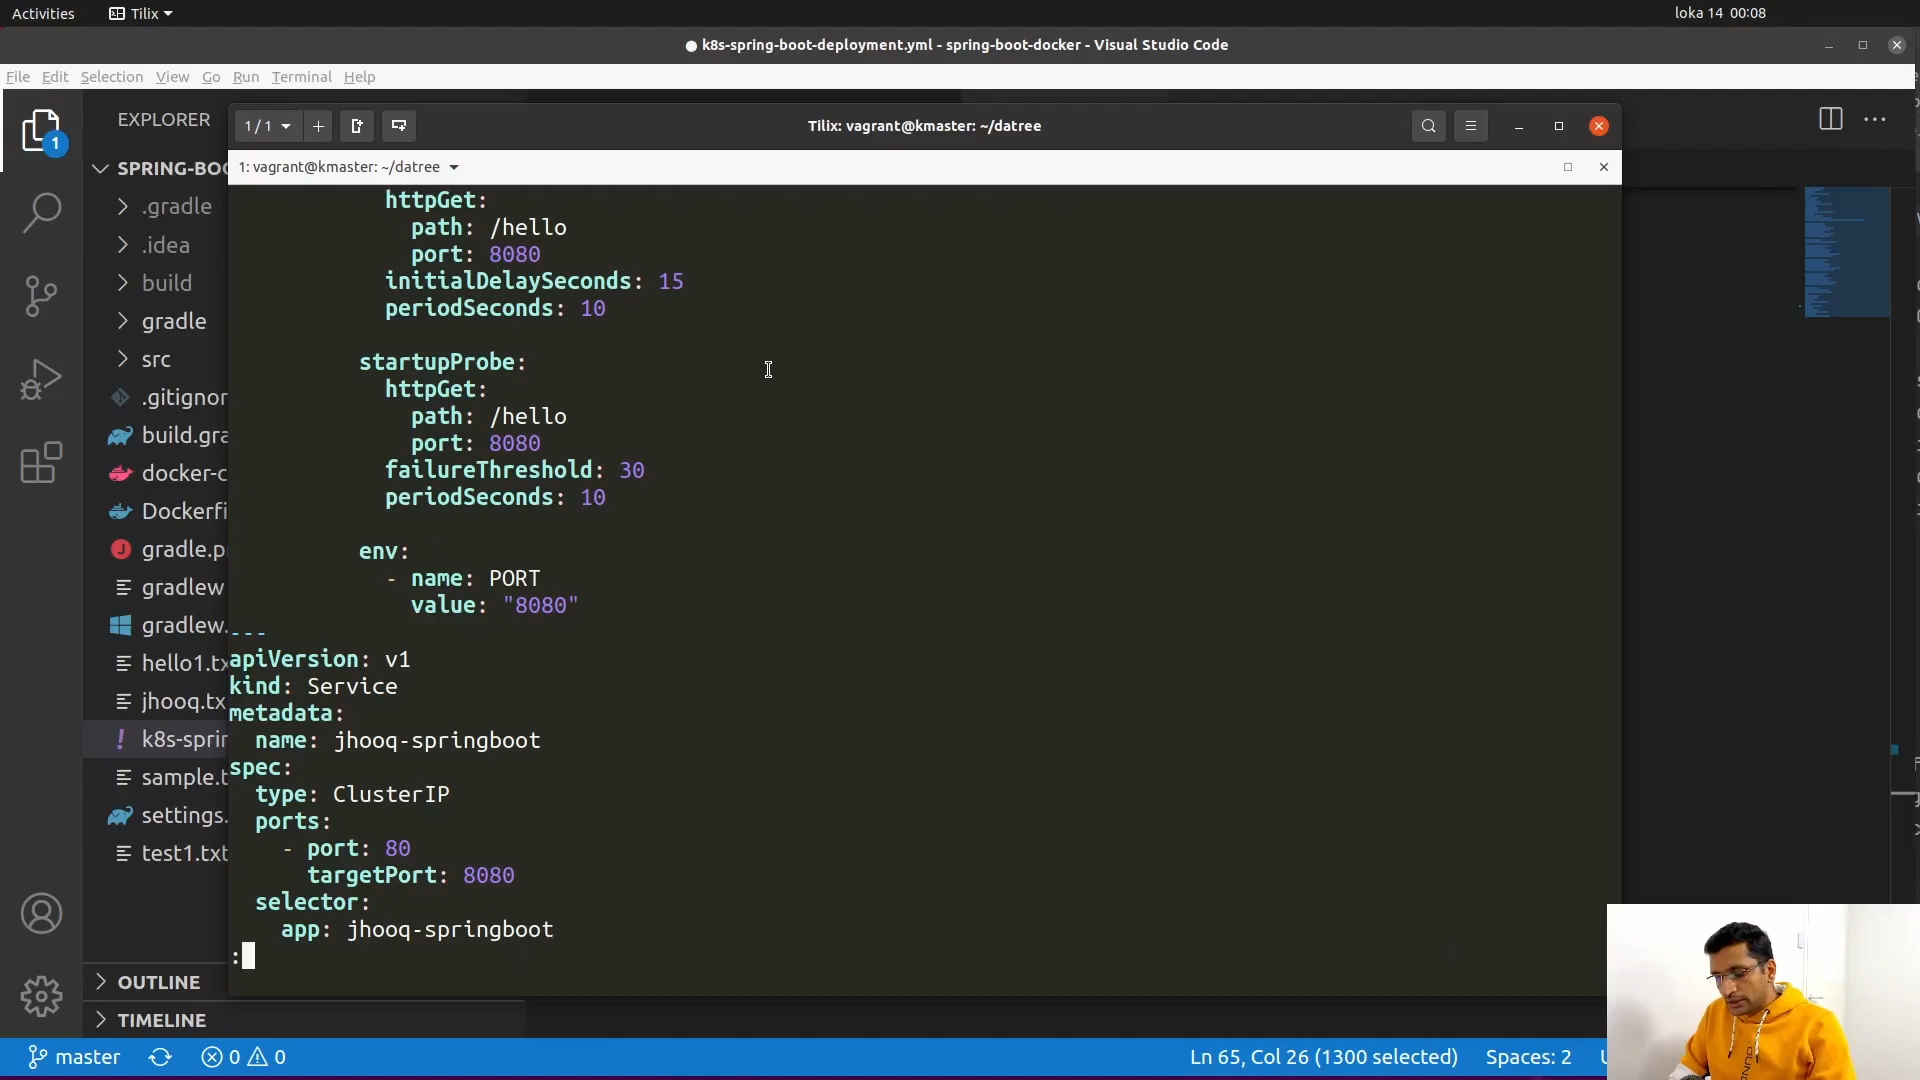 Activities
Tilix
loka 14 00:08
● k8s-spring-boot-deployment.yml - spring-boot-docker - Visual Studio Code
File Edit Selection View Go Run Terminal Help
1
EXPLORER
1 / 1
Tilix: vagrant@kmaster: ~/datree
1: vagrant@kmaster: ~/datree
SPRING-BOO
.gradle
.idea
build
gradle
src
.gitignor
build.gra
docker-c
Dockerfi
gradle.p
gradlew
gradlew.
hello1.tx
jhooq.tx
k8s-sprin
sample.t
settings.
test1.txt
OUTLINE
TIMELINE
httpGet:
path: /hello
port: 8080
initialDelaySeconds: 15
periodSeconds: 10
startupProbe:
httpGet:
path: /hello
port: 8080
failureThreshold: 30
periodSeconds: 10
env:
- name: PORT
value: "8080"
---
apiVersion: v1
kind: Service
metadata:
name: jhooq-springboot
spec:
type: ClusterIP
ports:
- port: 80
targetPort: 8080
selector:
app: jhooq-springboot
:
master
0 0
Ln 65, Col 26 (1300 selected)
Spaces: 2